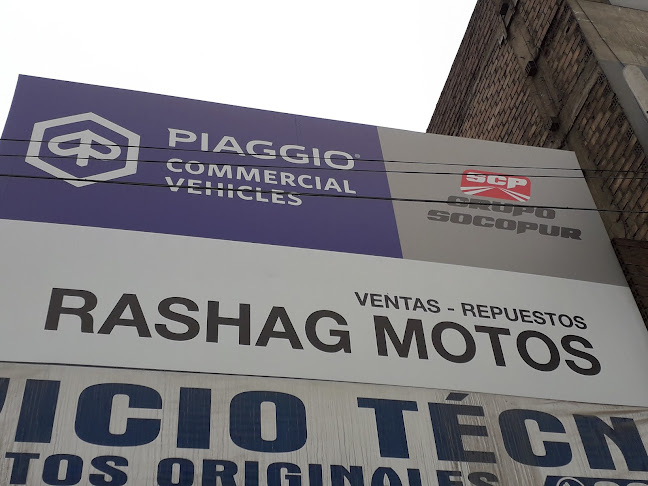 PIAGGIO®
COMMERCIAL
VEHICLES
SCP
GRUPO
SOCOPUR
VENTAS - REPUESTOS
RASHAG MOTOS
VICIO TÉCN
TOS ORIGINALES